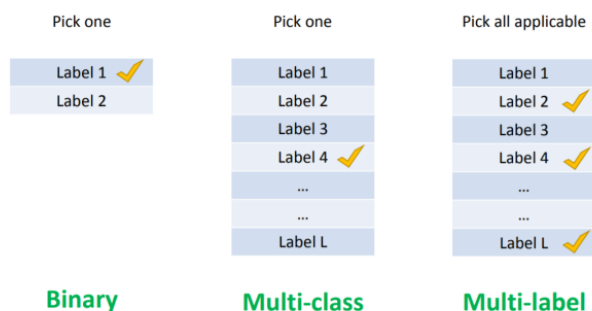 Pick one
Label 1
Label 2
Binary
Pick one
Label 1
Label 2
Label 3
Label 4
...
...
Label L
Multi-class
Pick all applicable
Label 1
Label 2
Label 3
Label 4
...
...
Label L
Multi-label